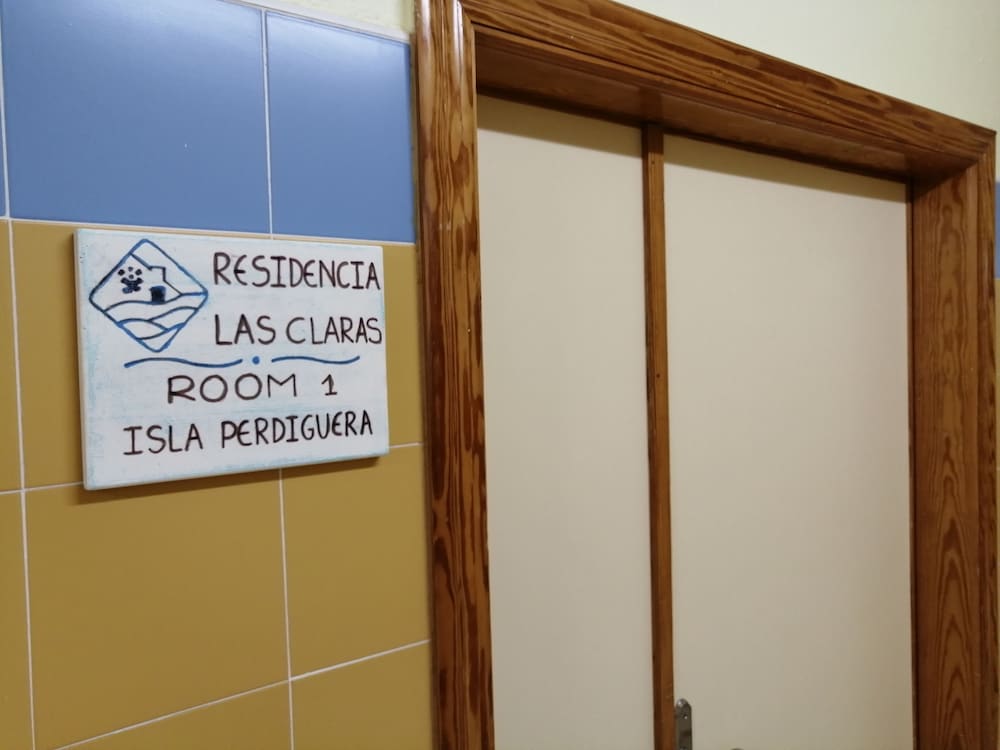 RESIDENCIA
LAS CLARAS
ROOM 1
ISLA PERDIGUERA